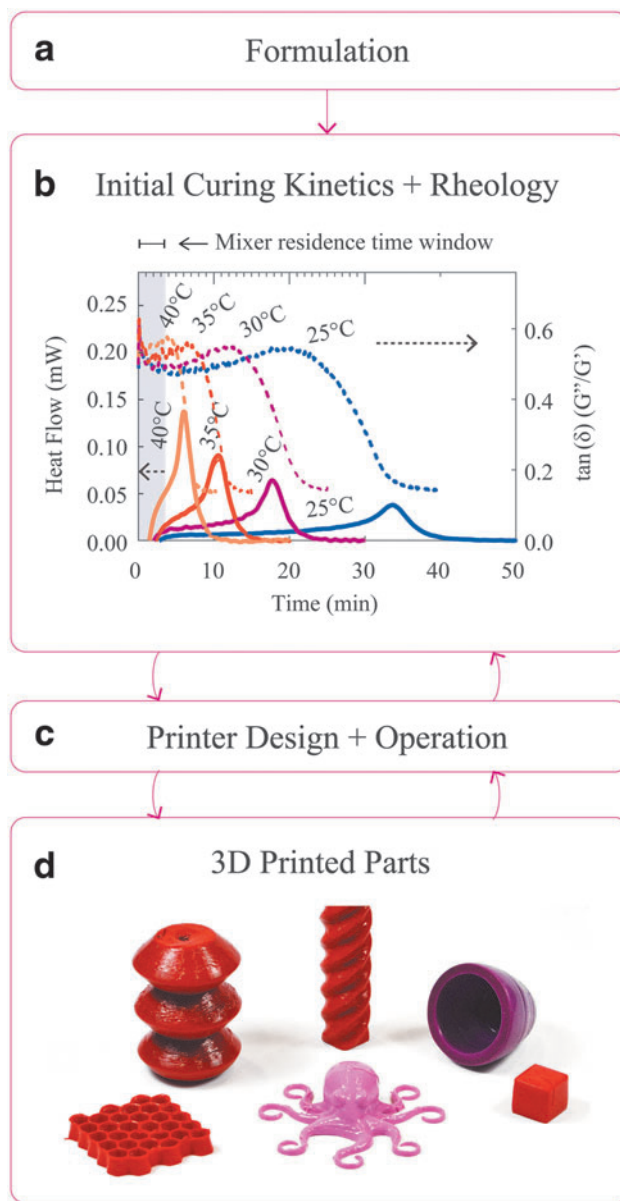 a
Formulation
b
Initial Curing Kinetics + Rheology
Mixer residence time window
0.25
0.20
0.15
0.10
0.05
0.00
Heat Flow (mW)
40°C
35°C
30°C
25°C
40°C
35°C
30°C
25°C
0.6
0.4
0.2
0.0
tan(δ) (G"/G')
0
10
20
30
40
50
Time (min)
c
Printer Design + Operation
d
3D Printed Parts